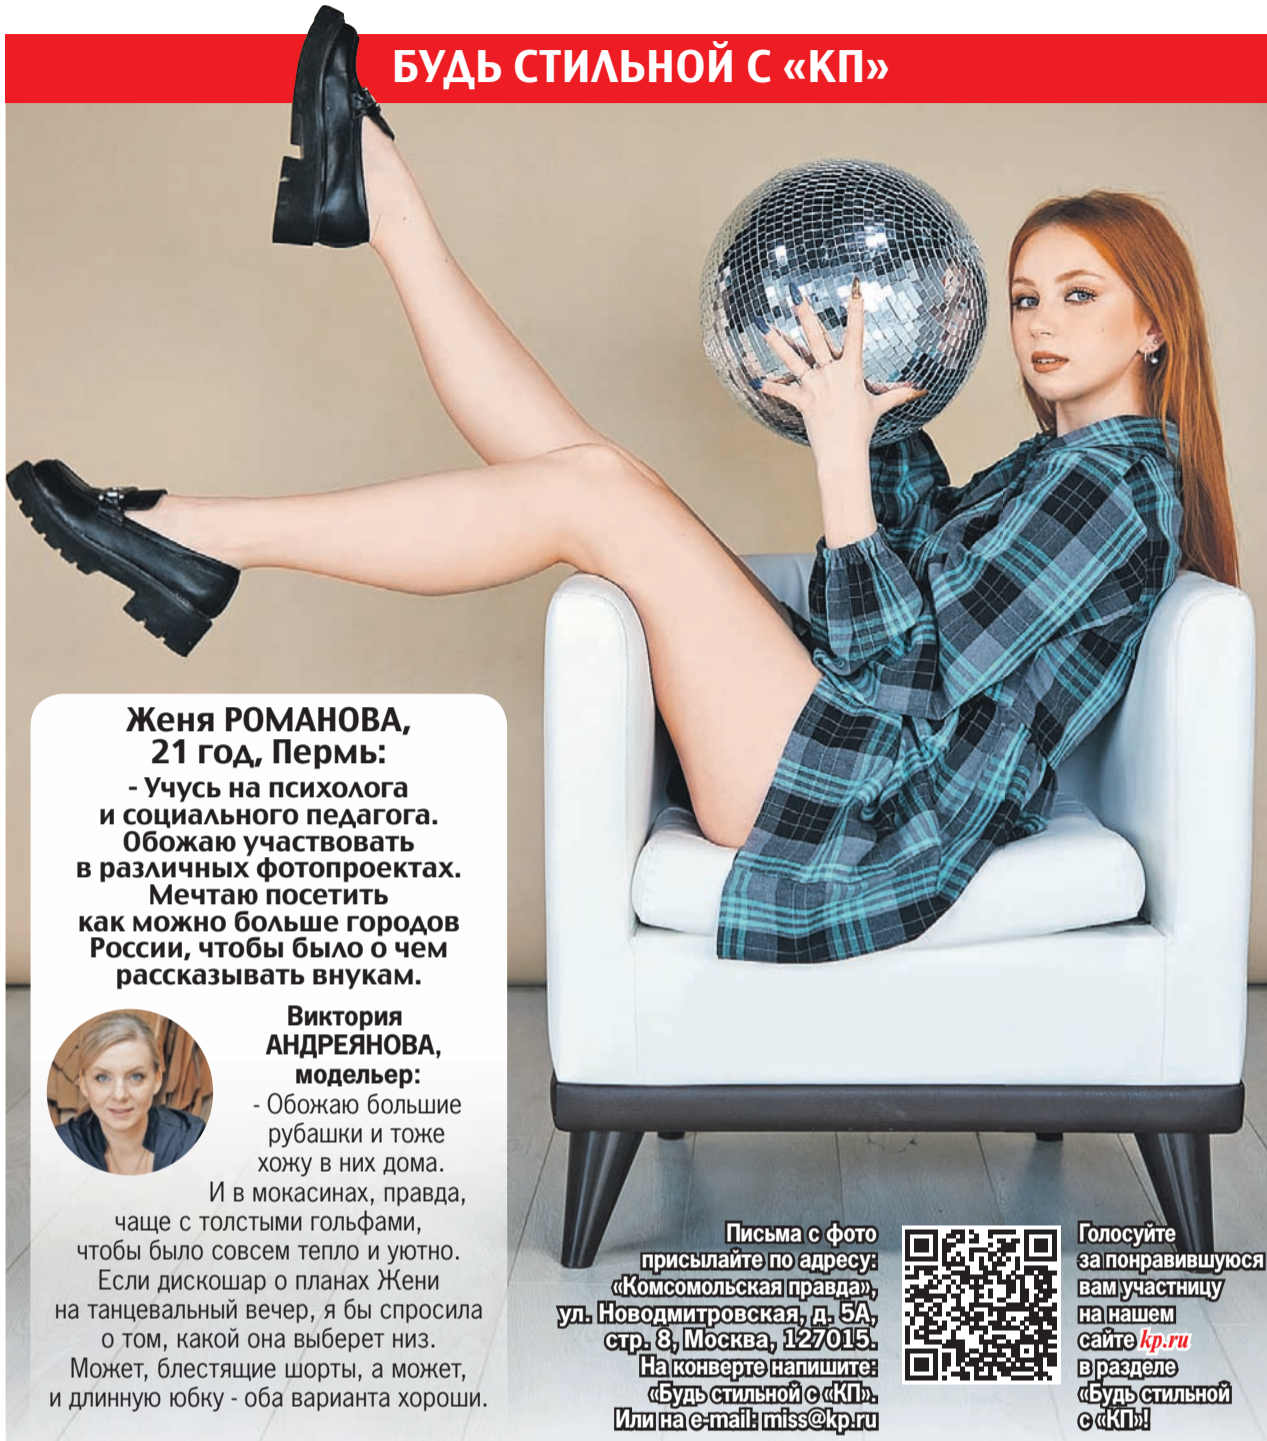 БУДЬ СТИЛЬНОЙ С «КП»
Женя РОМАНОВА,
21 год, Пермь:
- Учусь на психолога
и социального педагога.
Обожаю участвовать
в различных фотопроектах.
Мечтаю посетить
как можно больше городов
России, чтобы было о чем
рассказывать внукам.
Виктория
АНДРЕЯНОВА,
модельер:
- Обожаю большие
рубашки и тоже
хожу в них дома.
И в мокасинах, правда,
чаще с толстыми гольфами,
чтобы было совсем тепло и уютно.
Если дискошар о планах Жени
на танцевальный вечер, я бы спросила
о том, какой она выберет низ.
Может, блестящие шорты, а может,
и длинную юбку - оба варианта хороши.
Письма с фото
присылайте по адресу:
«Комсомольская правда»,
ул. Новодмитровская, д. 5А,
стр. 8, Москва, 127015.
На конверте напишите:
«Будь стильной с «КП».
Или на e-mail: miss@kp.ru
Голосуйте
за понравившуюся
вам участницу
на нашем
сайте kp.ru
в разделе
«Будь стильной
с «КП»!